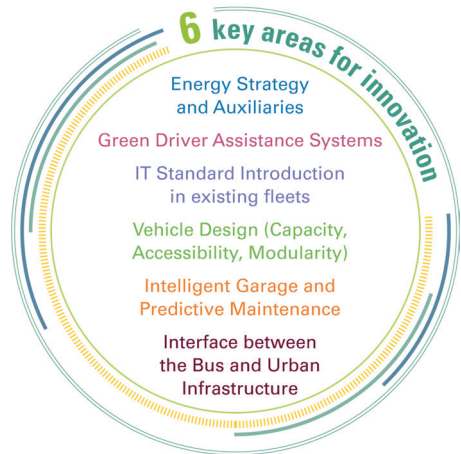 6 key areas for innovation
Energy Strategy
and Auxiliaries
Green Driver Assistance Systems
IT Standard Introduction
in existing fleets
Vehicle Design (Capacity,
Accessibility, Modularity)
Intelligent Garage and
Predictive Maintenance
Interface between
the Bus and Urban
Infrastructure